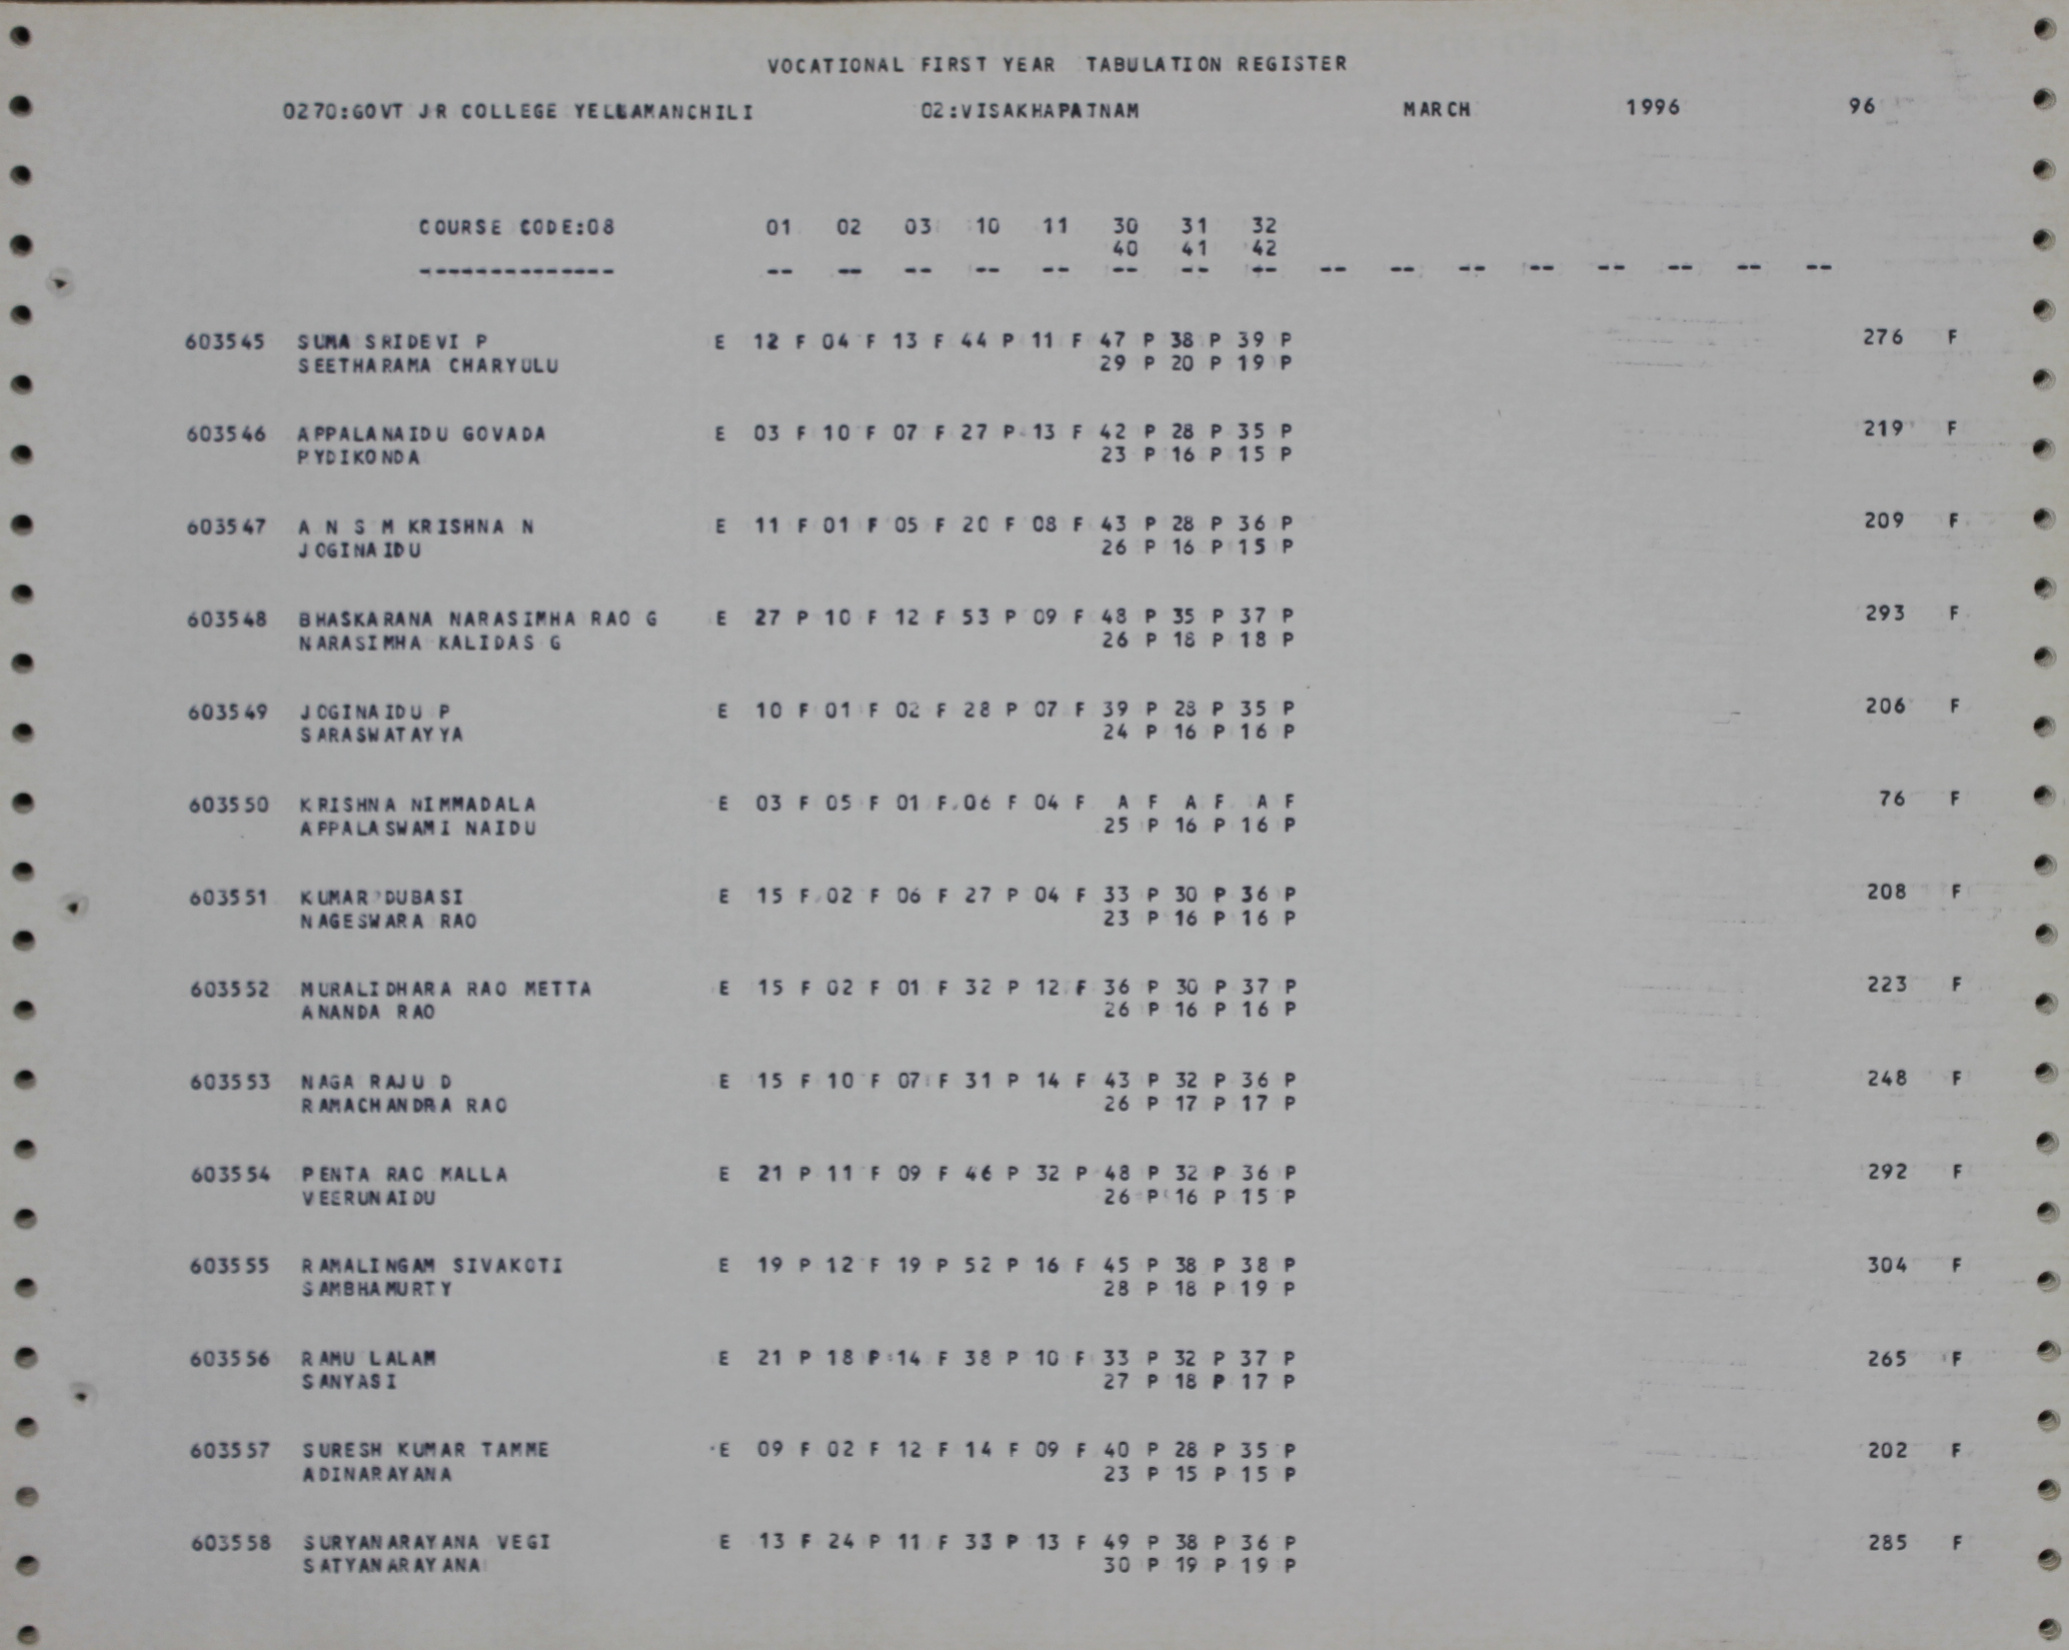 VOCATIONAL FIRST YEAR TABULATION REGISTER
0270:GOVT JR COLLEGE YELLAMANCHILI 02:VISAKHAPATNAM MARCH 1996 96
COURSE CODE:08 01 02 03 10 11 30 31 32
40 41 42
-------------- -- -- -- -- -- -- -- -- -- -- -- -- -- -- -- --
603545 SUMA SRIDEVI P E 12 F 04 F 13 F 44 P 11 F 47 P 38 P 39 P 276 F
SEETHARAMA CHARYULU 29 P 20 P 19 P
603546 APPALANAIDU GOVADA E 03 F 10 F 07 F 27 P 13 F 42 P 28 P 35 P 219 F
PYDIKONDA 23 P 16 P 15 P
603547 A N S M KRISHNA N E 11 F 01 F 05 F 20 F 08 F 43 P 28 P 36 P 209 F
JOGINAIDU 26 P 16 P 15 P
603548 BHASKARANA NARASIMHA RAO G E 27 P 10 F 12 F 53 P 09 F 48 P 35 P 37 P 293 F
NARASIMHA KALIDAS G 26 P 18 P 18 P
603549 JOGINAIDU P E 10 F 01 F 02 F 28 P 07 F 39 P 28 P 35 P 206 F
SARASWATAYYA 24 P 16 P 16 P
603550 KRISHNA NIMMADALA E 03 F 05 F 01 F 06 F 04 F A F A F A F 76 F
APPALASWAMI NAIDU 25 P 16 P 16 P
603551 KUMAR DUBASI E 15 F 02 F 06 F 27 P 04 F 33 P 30 P 36 P 208 F
NAGESWARA RAO 23 P 16 P 16 P
603552 MURALIDHARA RAO METTA E 15 F 02 F 01 F 32 P 12 F 36 P 30 P 37 P 223 F
ANANDA RAO 26 P 16 P 16 P
603553 NAGA RAJU D E 15 F 10 F 07 F 31 P 14 F 43 P 32 P 36 P 248 F
RAMACHANDRA RAO 26 P 17 P 17 P
603554 PENTA RAO MALLA E 21 P 11 F 09 F 46 P 32 P 48 P 32 P 36 P 292 F
VEERUNAIDU 26 P 16 P 15 P
603555 RAMALINGAM SIVAKOTI E 19 P 12 F 19 P 52 P 16 F 45 P 38 P 38 P 304 F
SAMBHAMURTY 28 P 18 P 19 P
603556 RAMU LALAM E 21 P 18 P 14 F 38 P 10 F 33 P 32 P 37 P 265 F
SANYASI 27 P 18 P 17 P
603557 SURESH KUMAR TAMME E 09 F 02 F 12 F 14 F 09 F 40 P 28 P 35 P 202 F
ADINARAYANA 23 P 15 P 15 P
603558 SURYANARAYANA VEGI E 13 F 24 P 11 F 33 P 13 F 49 P 38 P 36 P 285 F
SATYANARAYANA 30 P 19 P 19 P